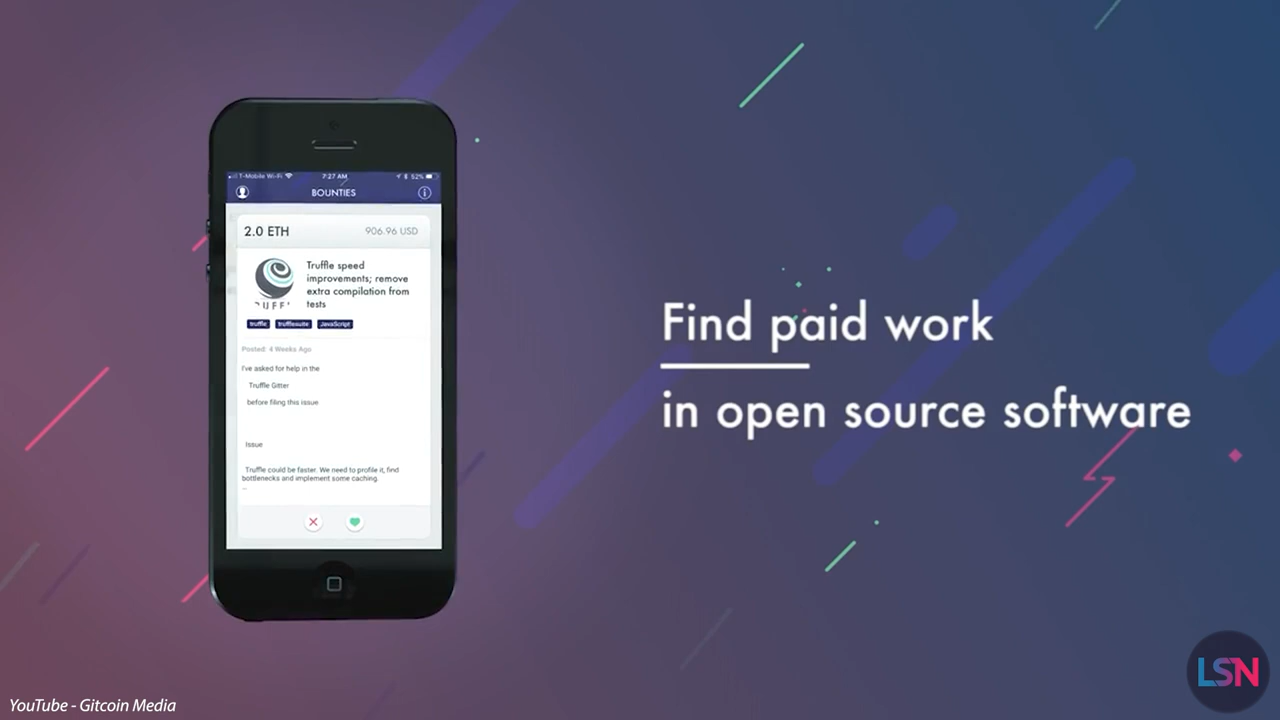 T-Mobile Wi-Fi 7:27 AM 52%
BOUNTIES
2.0 ETH 906.96 USD
Truffle speed
improvements; remove
extra compilation from
tests
truffle trufflesuite JavaScript
Posted: 4 Weeks Ago
I've asked for help in the
Truffle Gitter
before filing this issue
Issue
Truffle could be faster. We need to profile it, find
bottlenecks and implement some caching.
...
Find paid work
in open source software
LSN
YouTube - Gitcoin Media